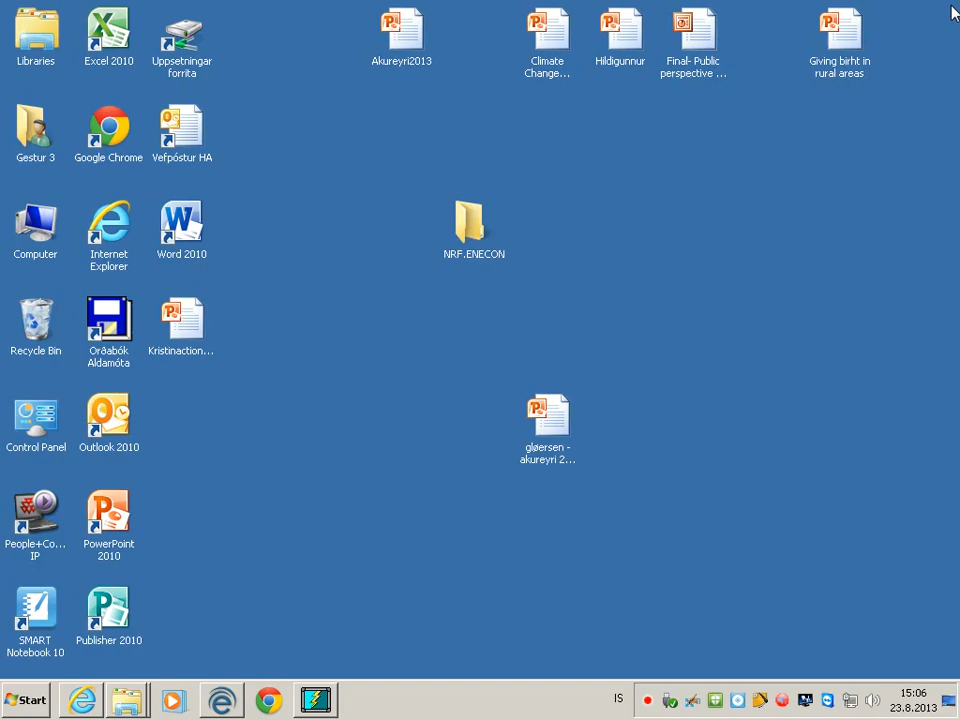 Libraries
Excel 2010
Uppsetningar
forrita
Akureyri2013
Climate
Change...
Hildigunnur
Final- Public
perspective ...
Giving birht in
rural areas
Gestur 3
Google Chrome
Vefpóstur HA
Computer
Internet
Explorer
Word 2010
NRF.ENECON
Recycle Bin
Orðabók
Aldamóta
Kristinaction...
Control Panel
Outlook 2010
gløersen -
akureyri 2...
People+Co...
IP
PowerPoint
2010
SMART
Notebook 10
Publisher 2010
Start
IS
15:06
23.8.2013